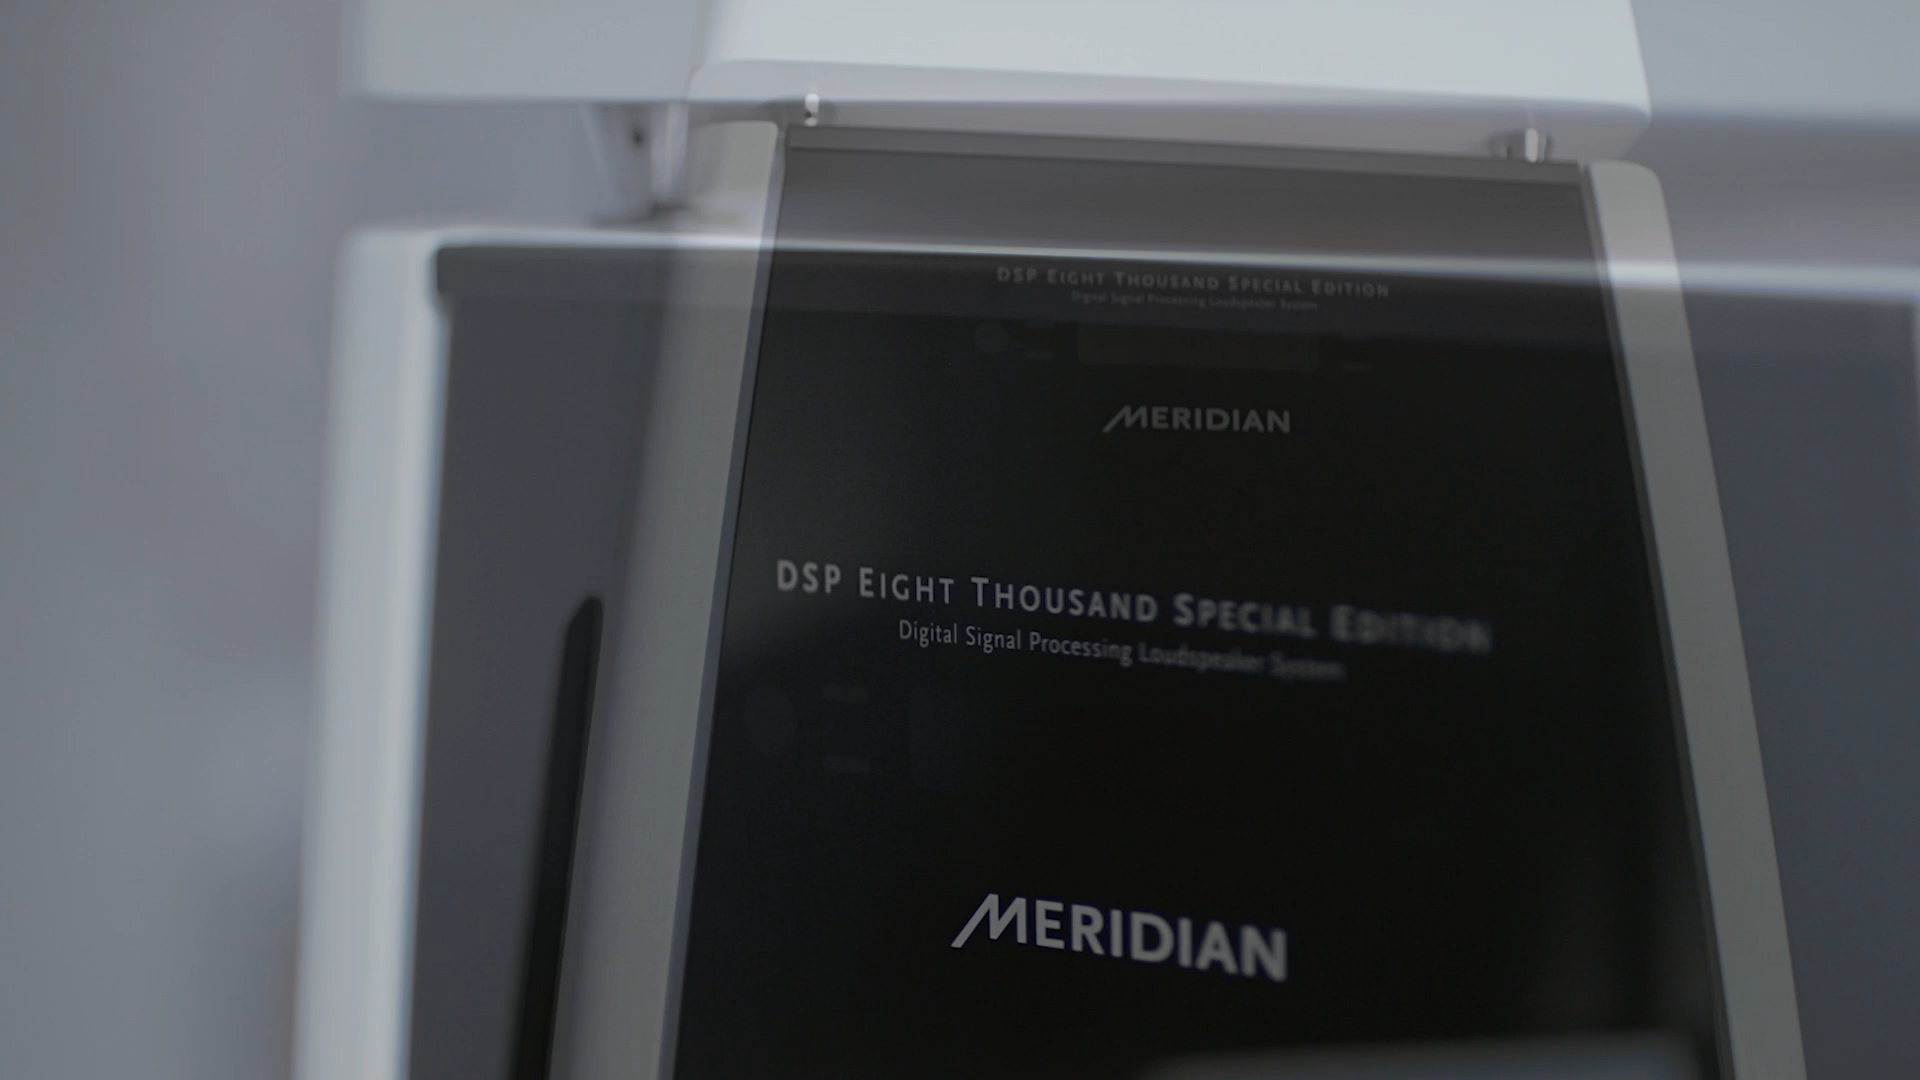 DSP EIGHT THOUSAND SPECIAL EDITION
Digital Signal Processing Loudspeaker System
MERIDIAN
DSP EIGHT THOUSAND SPECIAL EDITION
Digital Signal Processing Loudspeaker System
MERIDIAN